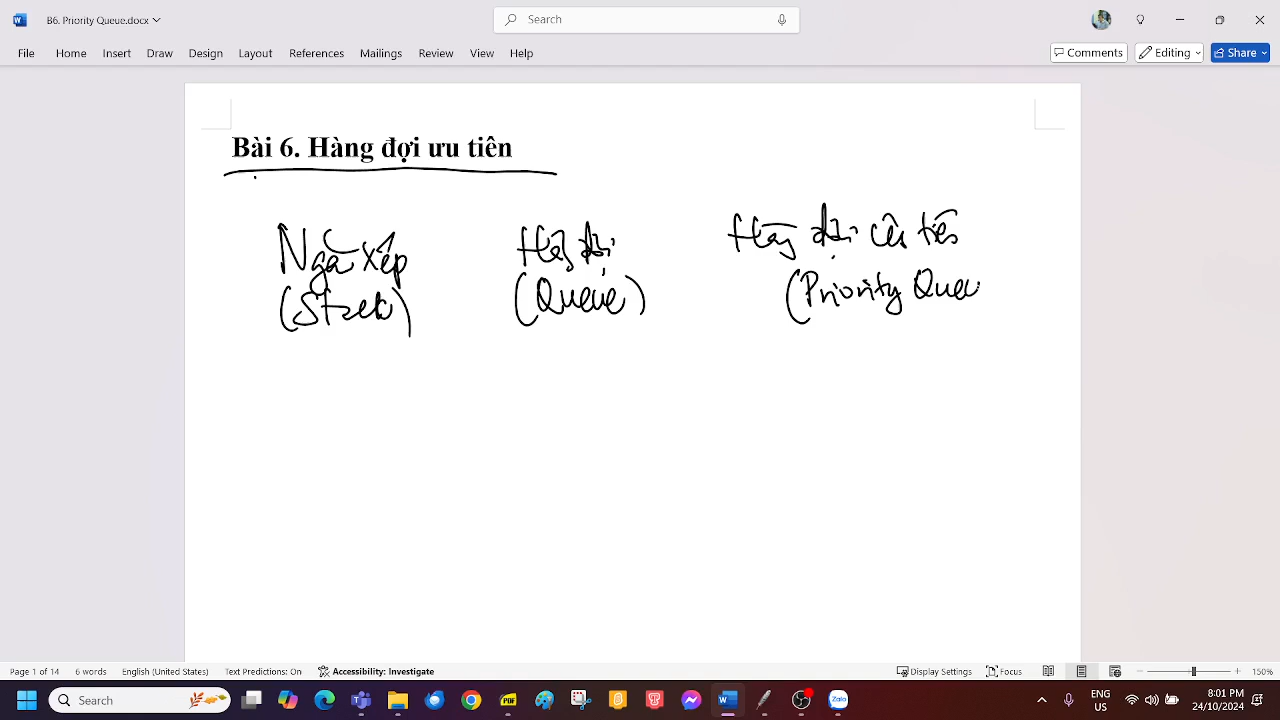 B6. Priority Queue.docx
Search
File Home Insert Draw Design Layout References Mailings Review View Help
Comments Editing Share
Bài 6. Hàng đợi ưu tiên
Ngăn xếp
(Stack)
Hàng đợi
(Queue)
Hàng đợi ưu tiên
(Priority Queu
Page 1 of 14 6 words English (United States) Text Predictions: On Accessibility: Investigate Display Settings Focus 150%
Search PDF Zalo ENG US 8:01 PM 24/10/2024